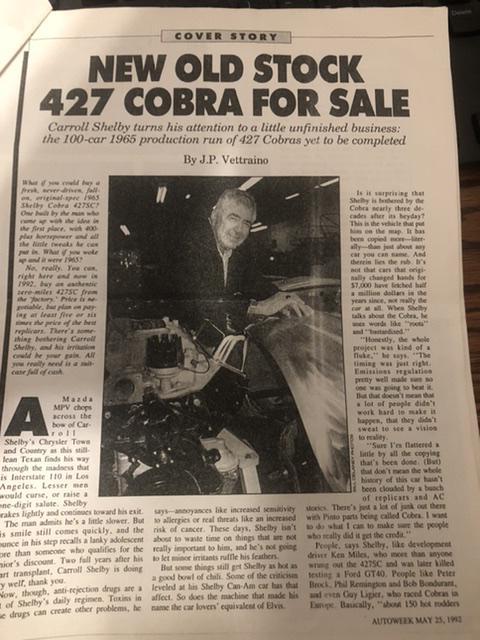 COVER STORY
NEW OLD STOCK
427 COBRA FOR SALE
Carroll Shelby turns his attention to a little unfinished business:
the 100-car 1965 production run of 427 Cobras yet to be completed
By J.P. Vettraino
What if you could buy a
fresh, never-driven, full-
on, original-spec 1965
Shelby Cobra 427SC?
One built by the man who
came up with the idea in
the first place, with 400-
plus horsepower and all
the little tweaks he can
put in. What if you woke
up and it were 1965?
No, really. You can,
right here and now in
1992, buy an authentic
zero-miles 427SC from
the 'factory.' Price is ne-
gotiable, but plan on pay-
ing at least five or six
times the price of the best
replicars. There's some-
thing bothering Carroll
Shelby, and his irritation
could be your gain. All
you really need is a suit-
case full of cash.
A Mazda
MPV chops
across the
bow of Car-
roll
Shelby's Chrysler Town
and Country as this still-
lean Texan finds his way
through the madness that
is Interstate 110 in Los
Angeles. Lesser men
would curse, or raise a
one-digit salute. Shelby
brakes lightly and continues toward his exit.
The man admits he's a little slower. But
is smile still comes quickly, and the
ounce in his step recalls a lanky adolescent
ore than someone who qualifies for the
nior's discount. Two full years after his
art transplant, Carroll Shelby is doing
y well, thank you.
Now, though, anti-rejection drugs are a
t of Shelby's daily regimen. Toxins in
e drugs can create other problems, he
says—annoyances like increased sensitivity
to allergies or real threats like an increased
risk of cancer. These days, Shelby isn't
about to waste time on things that are not
really important to him, and he's not going
to let minor irritants ruffle his feathers.
But some things still get Shelby as hot as
a good bowl of chili. Some of the criticism
leveled at his Shelby Can-Am car has that
affect. So does the machine that made his
name the car lovers' equivalent of Elvis.
Is it surprising that
Shelby is bothered by the
Cobra nearly three de-
cades after its heyday?
This is the vehicle that put
him on the map. It has
been copied more—liter-
ally—than just about any
car you can name. And
therein lies the rub. It's
not that cars that origi-
nally changed hands for
$7,000 have fetched half
a million dollars in the
years since, not really the
car at all. When Shelby
talks about the Cobra, he
uses words like "roots"
and "bastardized."
"Honestly, the whole
project was kind of a
fluke," he says. "The
timing was just right.
Emissions regulation
pretty well made sure no
one was going to beat it.
But that doesn't mean that
a lot of people didn't
work hard to make it
happen, that they didn't
sweat to see a vision
to reality.
"Sure I'm flattered a
little by all the copying
that's been done. (But)
that don't mean the whole
history of this car hasn't
been clouded by a bunch
of replicars and AC
stories. There's a lot of junk out there
with Pinto parts being called Cobra. I want
to do what I can to make sure the people
who really did it get the credit."
People, says Shelby, like development
driver Ken Miles, who more than anyone
wrung out the 427SC and was later killed
testing a Ford GT40. People like Peter
Brock, Phil Remington and Bob Bondurant,
and even Guy Ligier, who raced Cobras in
Europe. Basically, "about 150 hot rodders
AUTOWEEK MAY 25, 1992